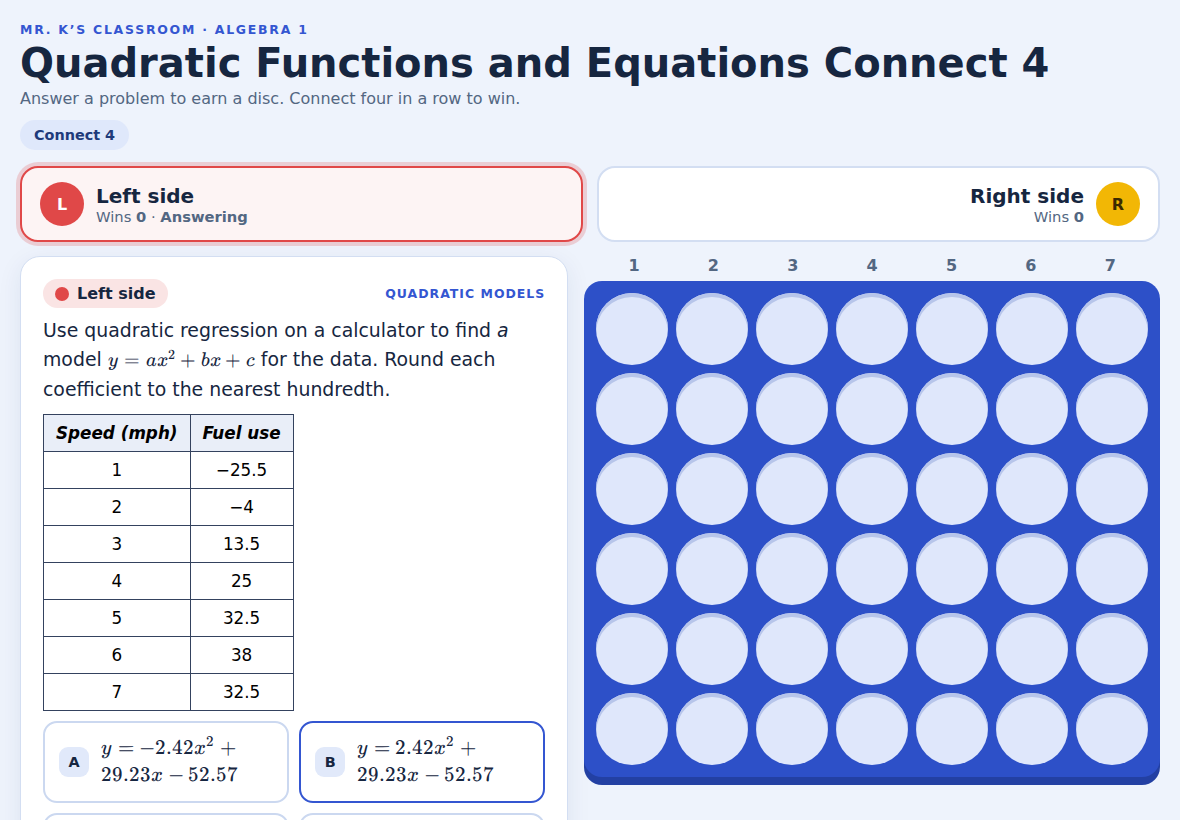 MR. K’S CLASSROOM · ALGEBRA 1
Quadratic Functions and Equations Connect 4
Answer a problem to earn a disc. Connect four in a row to win.
Connect 4
L
Left side
Wins 0 · Answering
Right side
Wins 0
R
Left side
QUADRATIC MODELS
Use quadratic regression on a calculator to find a
model y = ax² + bx + c for the data. Round each
coefficient to the nearest hundredth.
Speed (mph) Fuel use
1 −25.5
2 −4
3 13.5
4 25
5 32.5
6 38
7 32.5
A
y = −2.42x² +
29.23x − 52.57
B
y = 2.42x² +
29.23x − 52.57
1 2 3 4 5 6 7